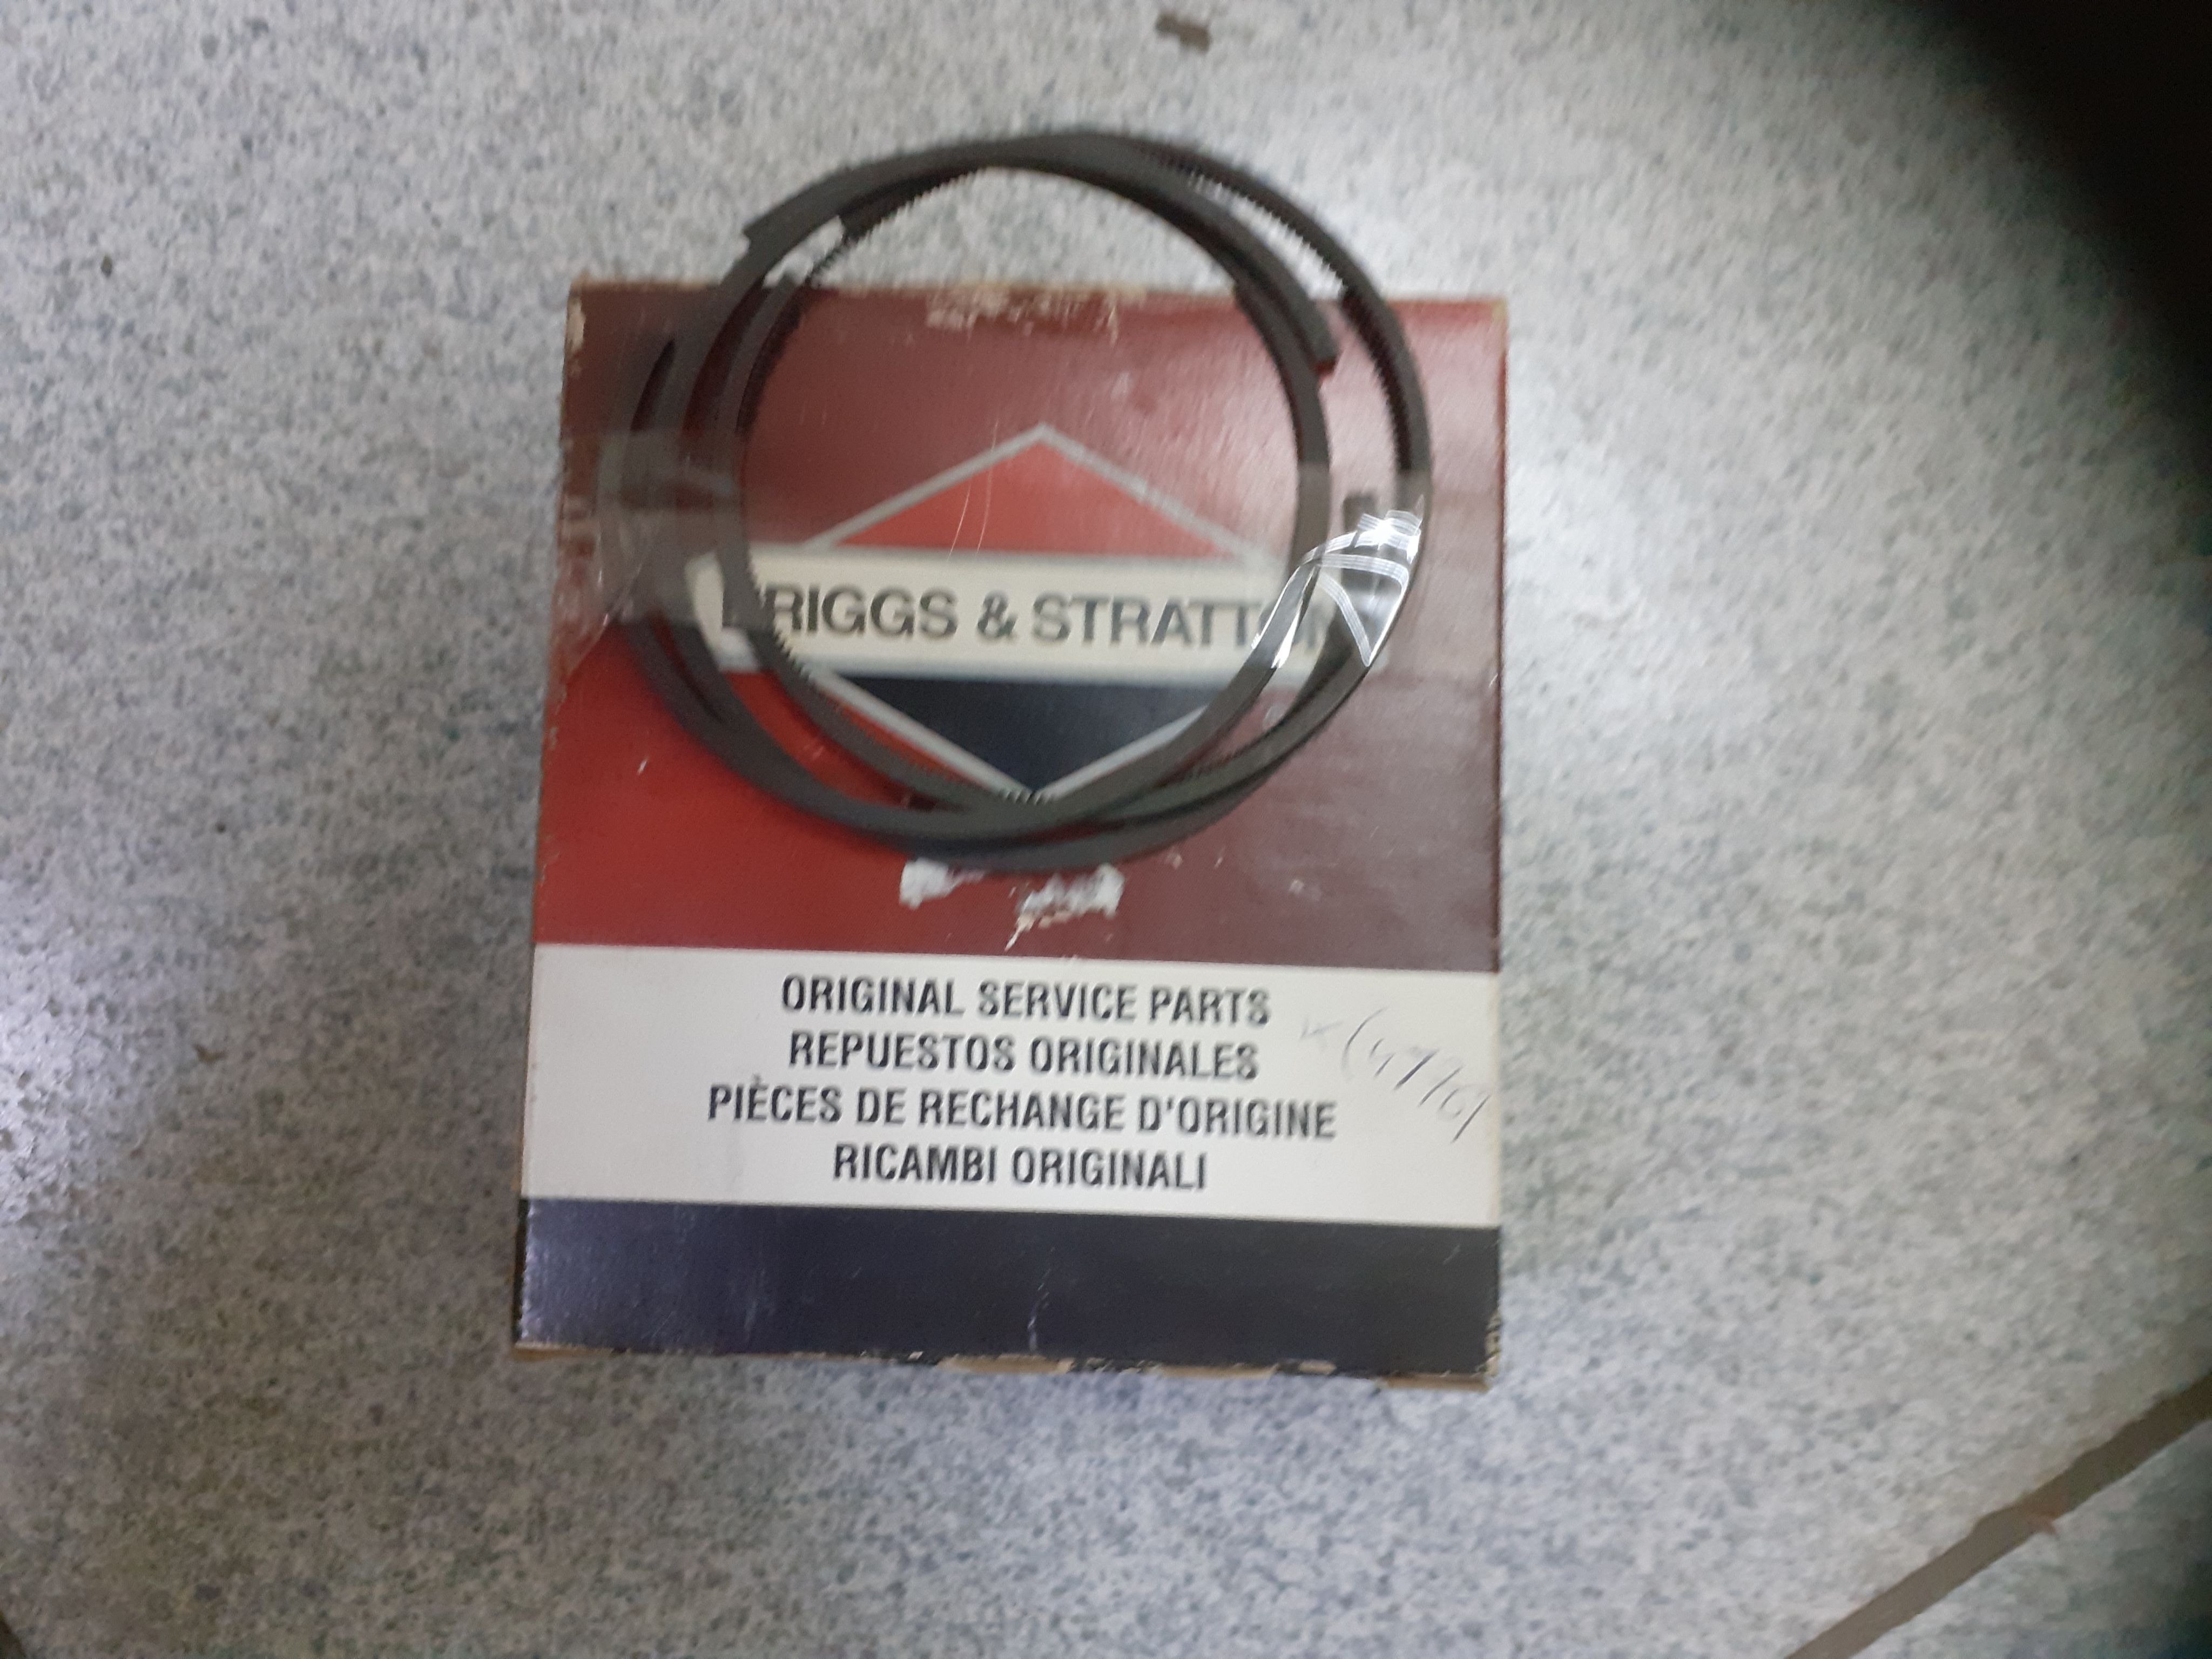 BRIGGS & STRATTON
ORIGINAL SERVICE PARTS
REPUESTOS ORIGINALES
PIÈCES DE RECHANGE D'ORIGINE
RICAMBI ORIGINALI